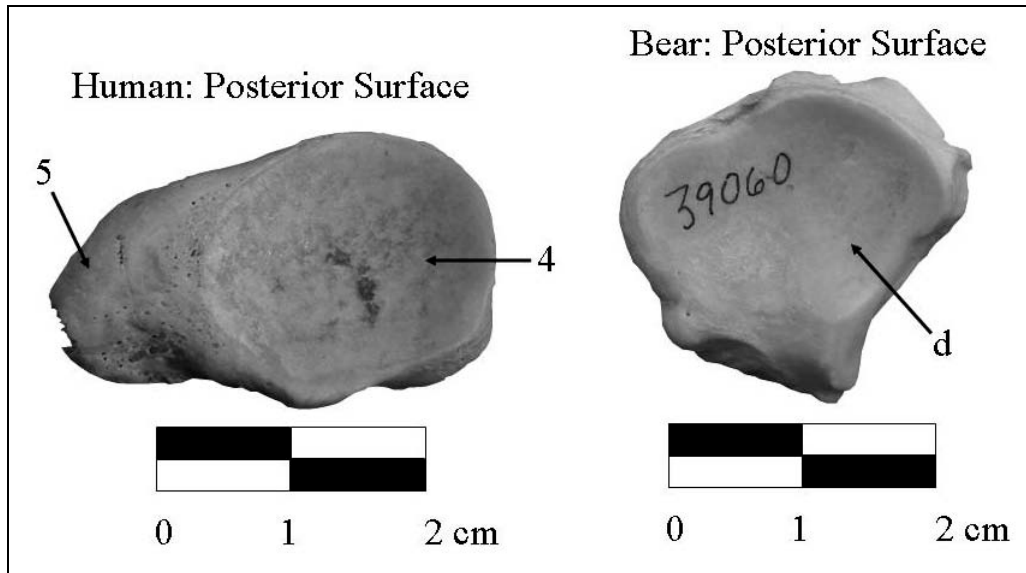 Human: Posterior Surface
Bear: Posterior Surface
5
4
39060
d
0 1 2 cm
0 1 2 cm